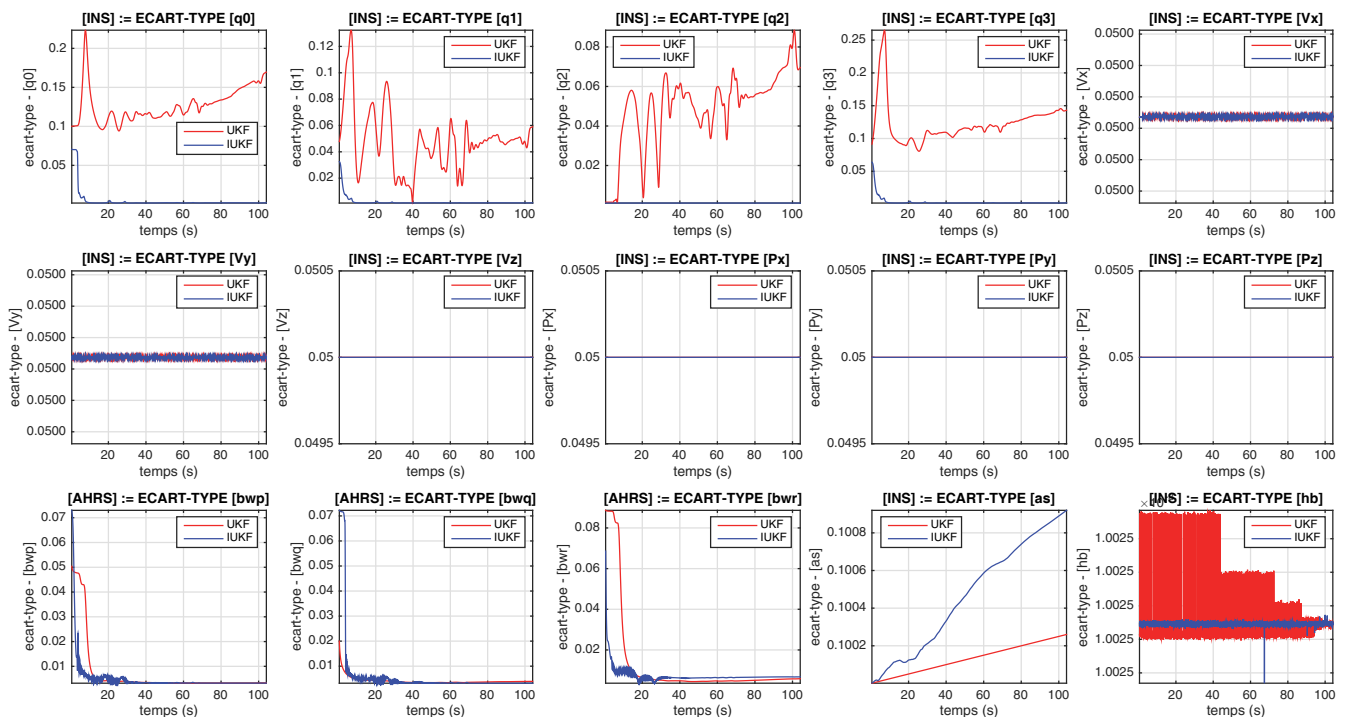 [INS] := ECART-TYPE [q0]
ecart-type - [q0]
0.2
0.15
0.1
0.05
UKF
IUKF
20 40 60 80 100
temps (s)
[INS] := ECART-TYPE [q1]
ecart-type - [q1]
0.12
0.1
0.08
0.06
0.04
0.02
UKF
IUKF
20 40 60 80 100
temps (s)
[INS] := ECART-TYPE [q2]
ecart-type - [q2]
0.08
0.06
0.04
0.02
UKF
IUKF
20 40 60 80 100
temps (s)
[INS] := ECART-TYPE [q3]
ecart-type - [q3]
0.25
0.2
0.15
0.1
0.05
UKF
IUKF
20 40 60 80 100
temps (s)
[INS] := ECART-TYPE [Vx]
ecart-type - [Vx]
0.0500
0.0500
0.0500
0.0500
0.0500
0.0500
UKF
IUKF
20 40 60 80 100
temps (s)
[INS] := ECART-TYPE [Vy]
ecart-type - [Vy]
0.0500
0.0500
0.0500
0.0500
0.0500
0.0500
UKF
IUKF
20 40 60 80 100
temps (s)
[INS] := ECART-TYPE [Vz]
ecart-type - [Vz]
0.0505
0.05
0.0495
UKF
IUKF
20 40 60 80 100
temps (s)
[INS] := ECART-TYPE [Px]
ecart-type - [Px]
0.0505
0.05
0.0495
UKF
IUKF
20 40 60 80 100
temps (s)
[INS] := ECART-TYPE [Py]
ecart-type - [Py]
0.0505
0.05
0.0495
UKF
IUKF
20 40 60 80 100
temps (s)
[INS] := ECART-TYPE [Pz]
ecart-type - [Pz]
0.0505
0.05
0.0495
UKF
IUKF
20 40 60 80 100
temps (s)
[AHRS] := ECART-TYPE [bwp]
ecart-type - [bwp]
0.07
0.06
0.05
0.04
0.03
0.02
0.01
UKF
IUKF
20 40 60 80 100
temps (s)
[AHRS] := ECART-TYPE [bwq]
ecart-type - [bwq]
0.07
0.06
0.05
0.04
0.03
0.02
0.01
UKF
IUKF
20 40 60 80 100
temps (s)
[AHRS] := ECART-TYPE [bwr]
ecart-type - [bwr]
0.08
0.06
0.04
0.02
UKF
IUKF
20 40 60 80 100
temps (s)
[INS] := ECART-TYPE [as]
ecart-type - [as]
0.1008
0.1006
0.1004
0.1002
UKF
IUKF
20 40 60 80 100
temps (s)
[INS] := ECART-TYPE [hb]
ecart-type - [hb]
1.0025
1.0025
1.0025
1.0025
1.0025
1.0025
UKF
IUKF
20 40 60 80 100
temps (s)